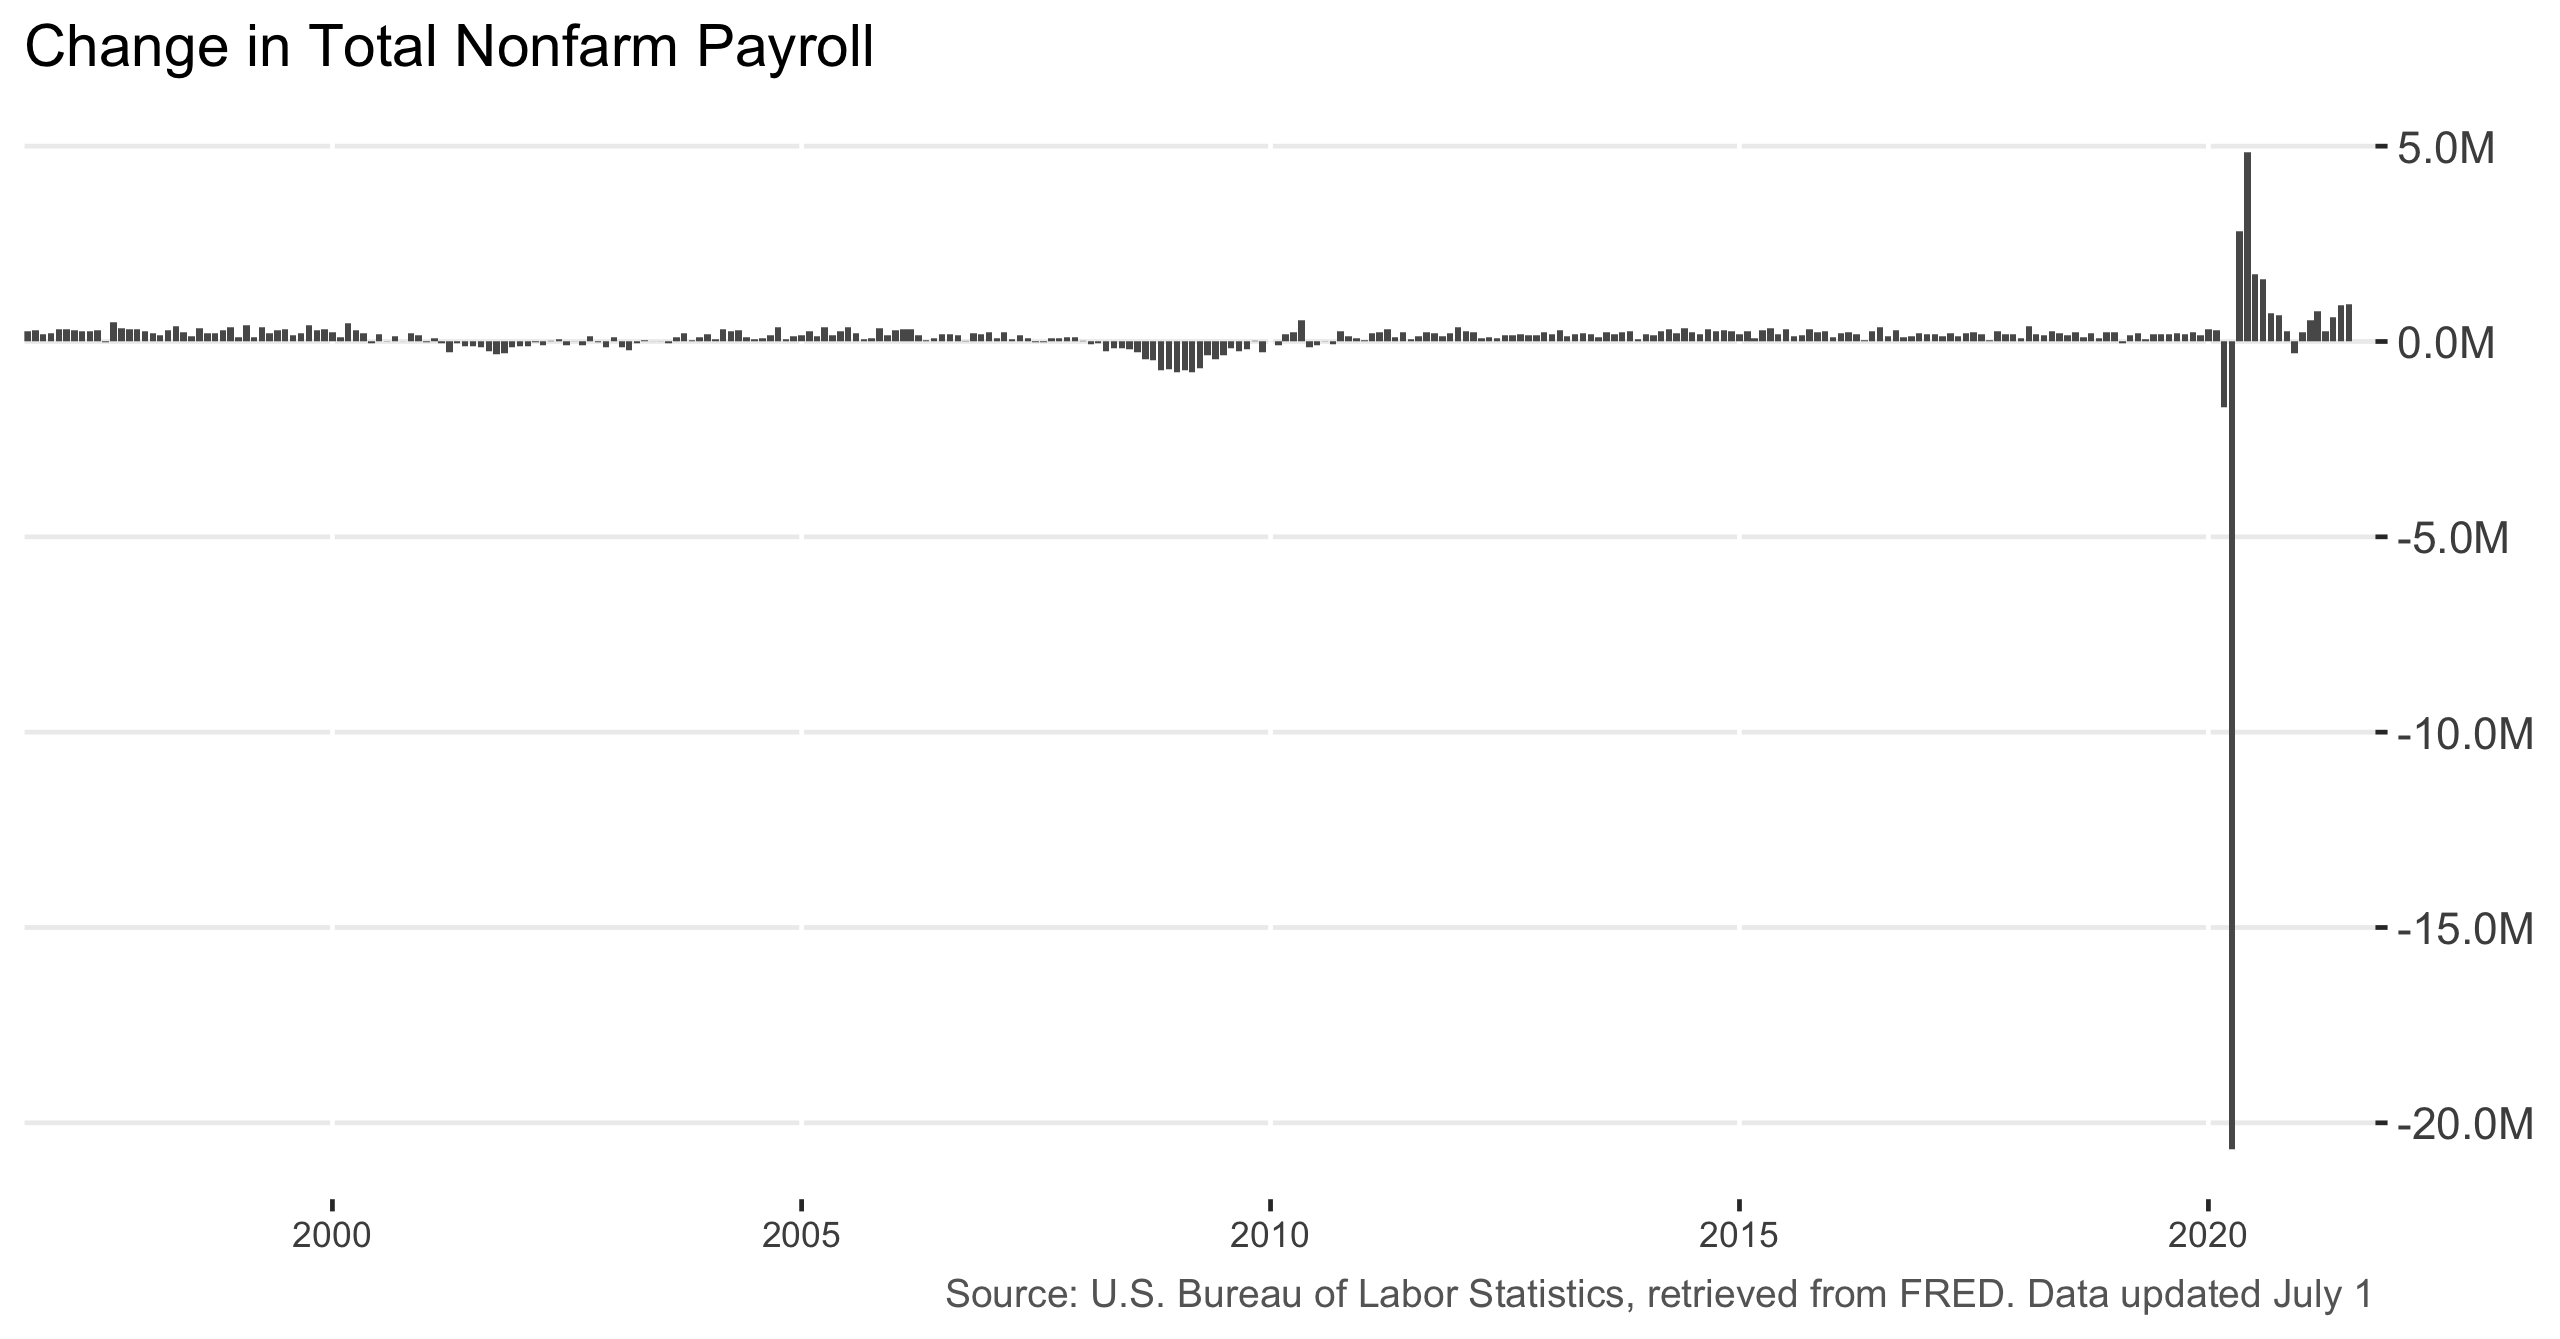 Change in Total Nonfarm Payroll
5.0M
0.0M
-5.0M
-10.0M
-15.0M
-20.0M
2000 2005 2010 2015 2020
Source: U.S. Bureau of Labor Statistics, retrieved from FRED. Data updated July 1